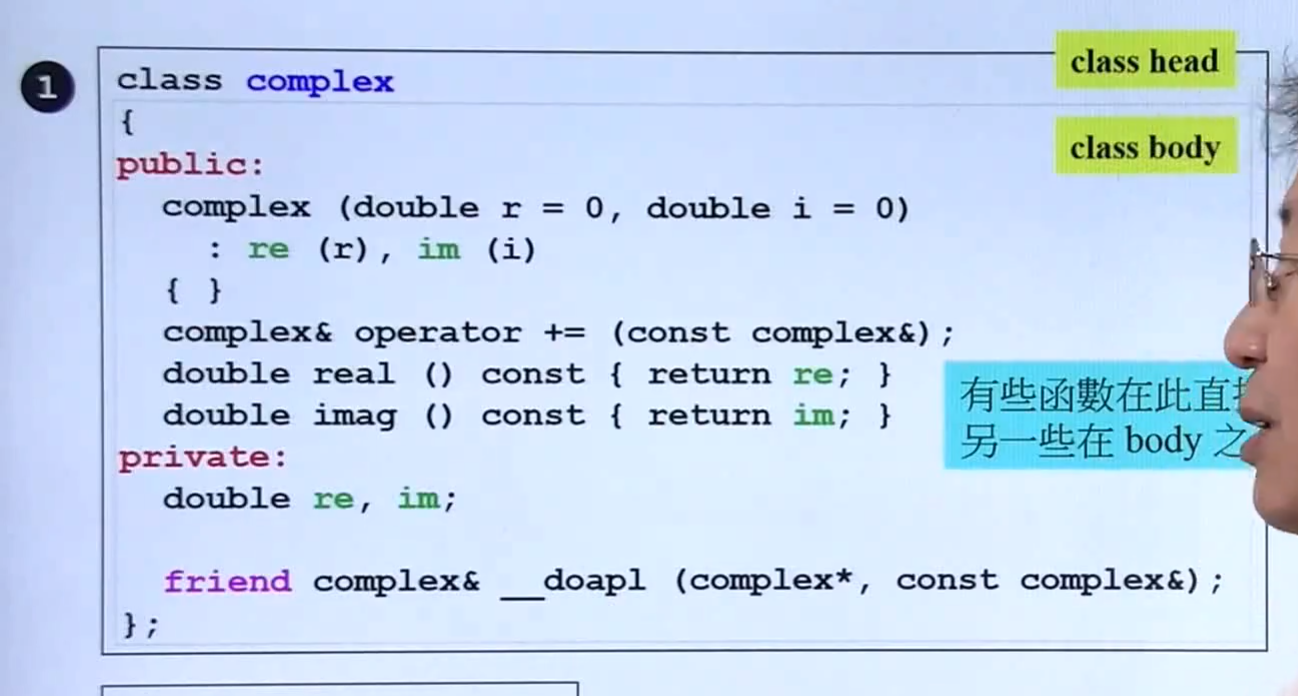 1
class complex
class head
{
class body
public:
complex (double r = 0, double i = 0)
: re (r), im (i)
{ }
complex& operator += (const complex&);
double real () const { return re; }
double imag () const { return im; }
有些函數在此直
另一些在 body 之
private:
double re, im;
friend complex& __doapl (complex*, const complex&);
};